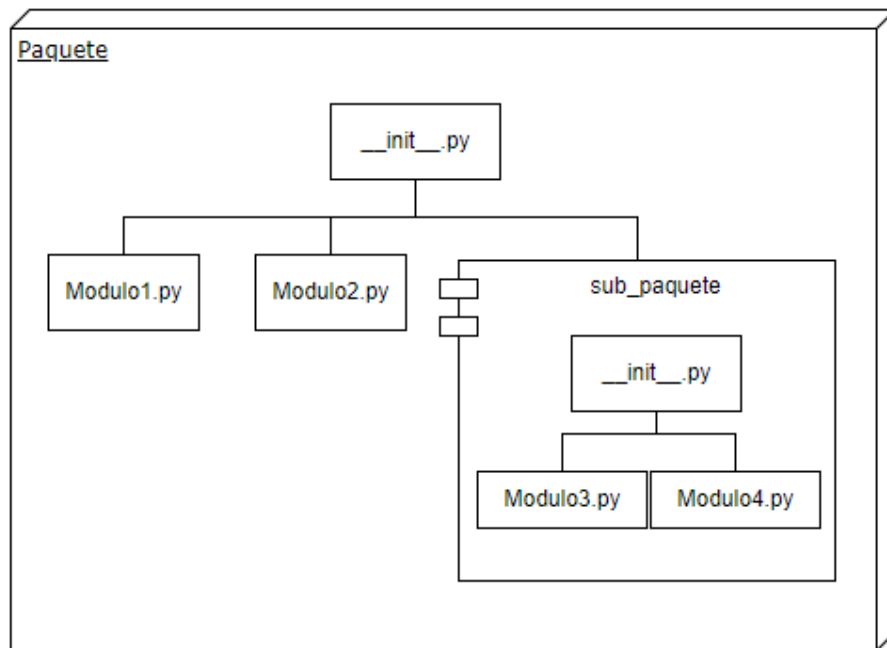 Paquete
__init__.py
Modulo1.py
Modulo2.py
sub_paquete
__init__.py
Modulo3.py
Modulo4.py